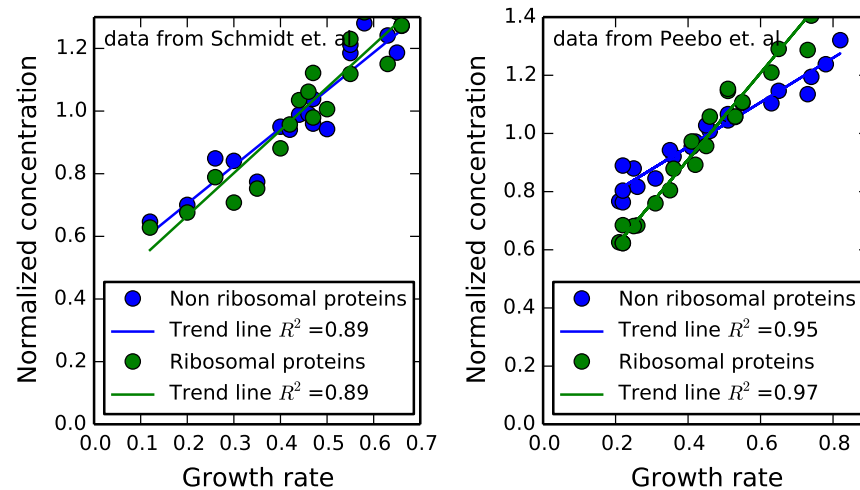 data from Schmidt et. al
Normalized concentration
1.2
1.0
0.8
0.6
0.4
0.2
0.0
Non ribosomal proteins
Trend line R² =0.89
Ribosomal proteins
Trend line R² =0.89
0.0 0.1 0.2 0.3 0.4 0.5 0.6 0.7
Growth rate
data from Peebo et. al
Normalized concentration
1.4
1.2
1.0
0.8
0.6
0.4
0.2
0.0
Non ribosomal proteins
Trend line R² =0.95
Ribosomal proteins
Trend line R² =0.97
0.0 0.2 0.4 0.6 0.8
Growth rate